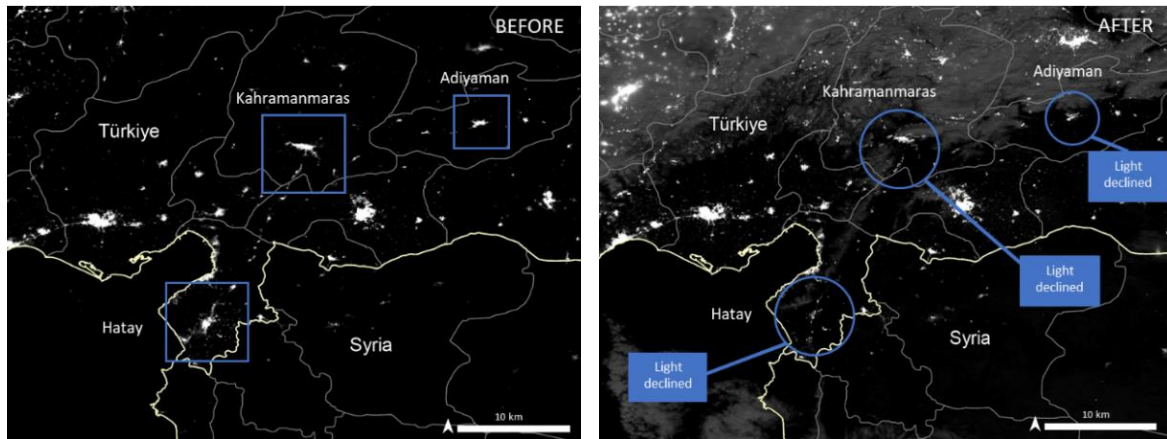 BEFORE
Adiyaman
Kahramanmaras
Türkiye
Hatay
Syria
10 km
AFTER
Adiyaman
Kahramanmaras
Türkiye
Light
declined
Light
declined
Hatay
Syria
Light
declined
10 km